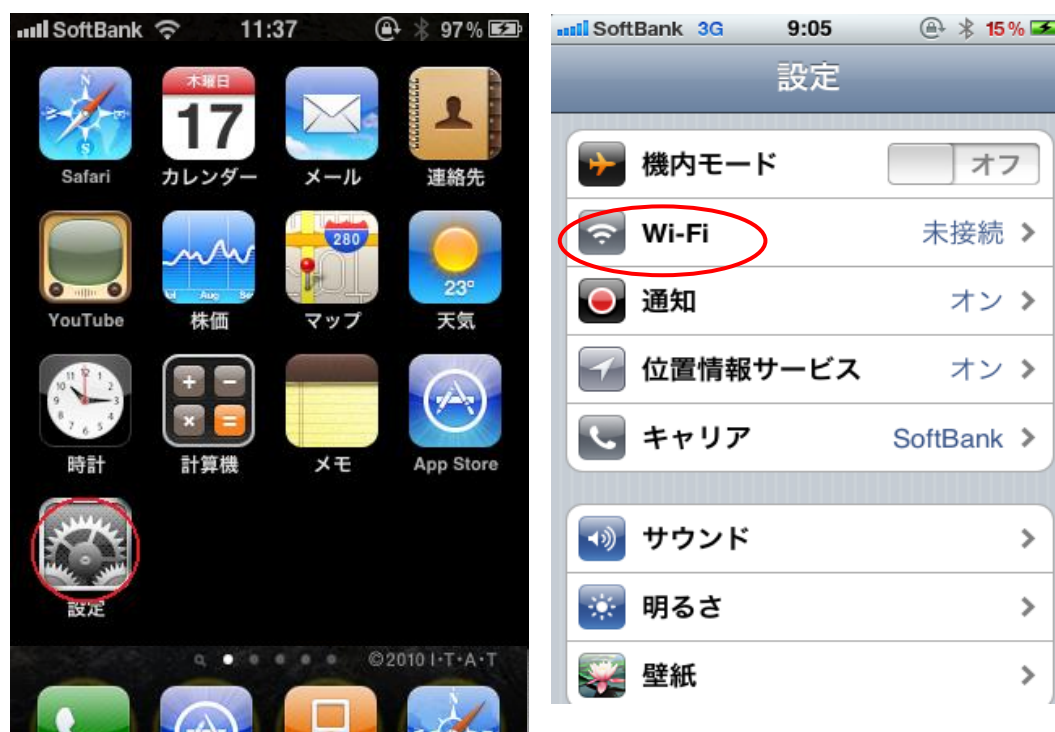 SoftBank 11:37 97%
木曜日
17
280
23°
Safari カレンダー メール 連絡先
YouTube 株価 マップ 天気
時計 計算機 メモ App Store
設定
©2010 I・T・A・T
SoftBank 3G 9:05 15%
設定
機内モード オフ
Wi-Fi 未接続
通知 オン
位置情報サービス オン
キャリア SoftBank
サウンド
明るさ
壁紙